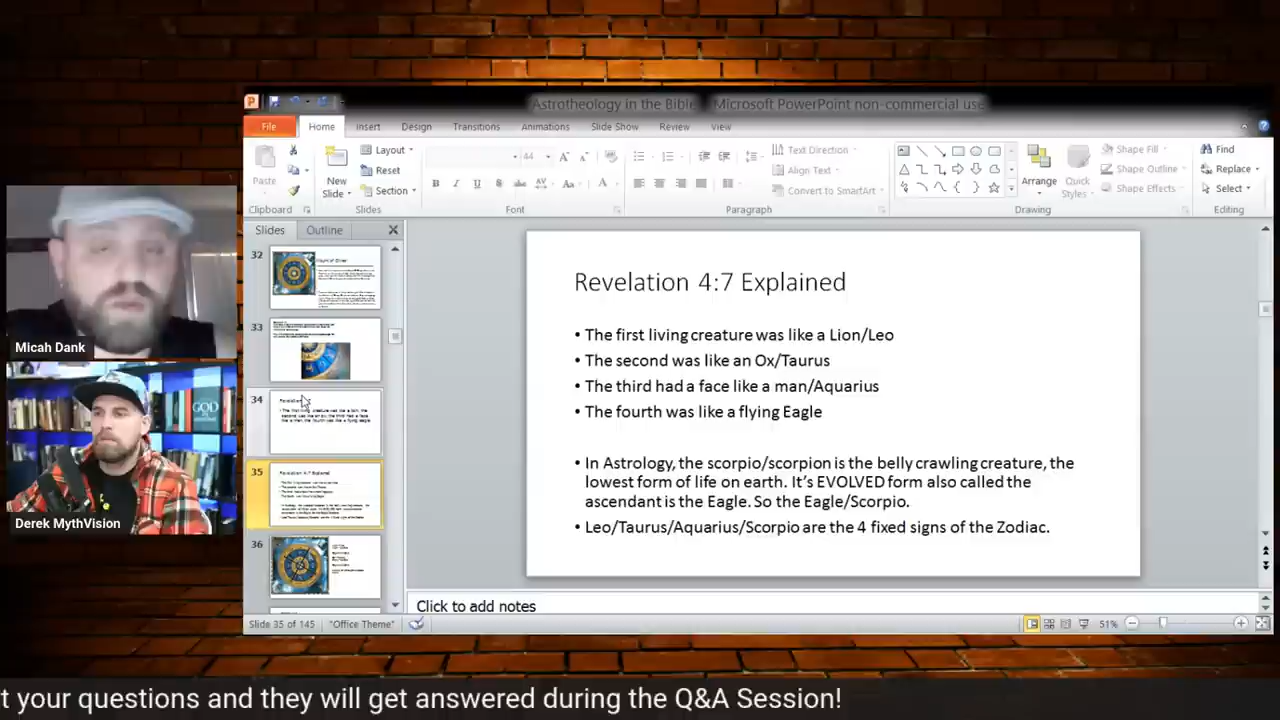 Astrotheology in the Bible - Microsoft PowerPoint non-commercial use
File Home Insert Design Transitions Animations Slide Show Review View
Paste
New
Slide
Layout
Reset
Section
44
Text Direction
Align Text
Convert to SmartArt
Arrange
Quick
Styles
Shape Fill
Shape Outline
Shape Effects
Find
Replace
Select
Clipboard Slides Font Paragraph Drawing Editing
Slides Outline
32
33
34
35
Revelation 4:7 Explained
36
Revelation 4:7 Explained
• The first living creature was like a Lion/Leo
• The second was like an Ox/Taurus
• The third had a face like a man/Aquarius
• The fourth was like a flying Eagle
• In Astrology, the scorpio/scorpion is the belly crawling creature, the
lowest form of life on earth. It's EVOLVED form also called the
ascendant is the Eagle. so the Eagle/Scorpio.
• Leo/Taurus/Aquarius/Scorpio are the 4 fixed signs of the Zodiac.
Click to add notes
Slide 35 of 145 "Office Theme" 51%
Micah Dank
GOD
Derek MythVision
t your questions and they will get answered during the Q&A Session!